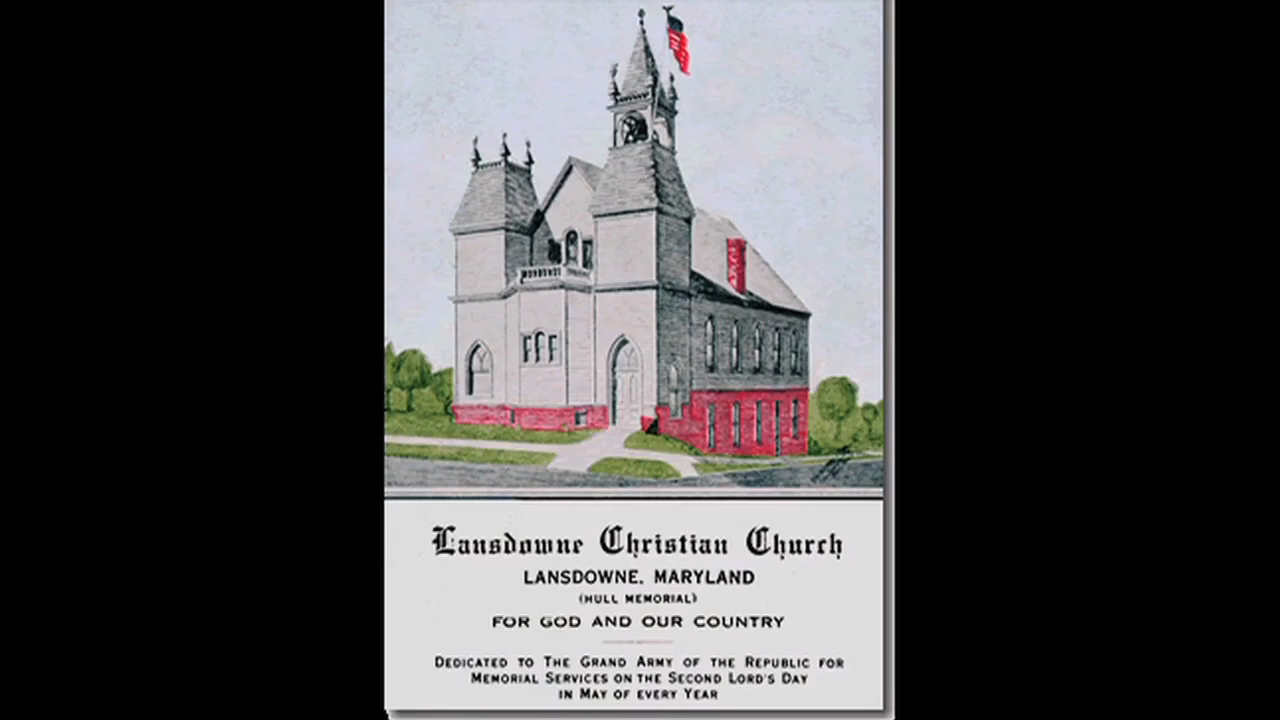 Lansdowne Christian Church
LANSDOWNE, MARYLAND
(HULL MEMORIAL)
FOR GOD AND OUR COUNTRY
DEDICATED TO THE GRAND ARMY OF THE REPUBLIC FOR
MEMORIAL SERVICES ON THE SECOND LORD'S DAY
IN MAY OF EVERY YEAR